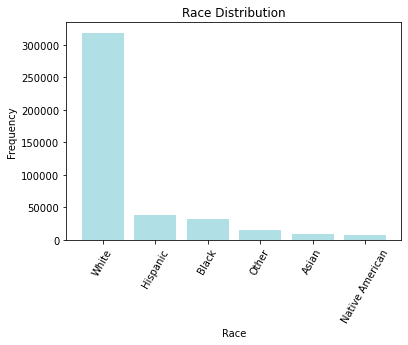 Race Distribution
300000
250000
200000
150000
100000
50000
0
Frequency
White
Hispanic
Black
Other
Asian
Native American
Race